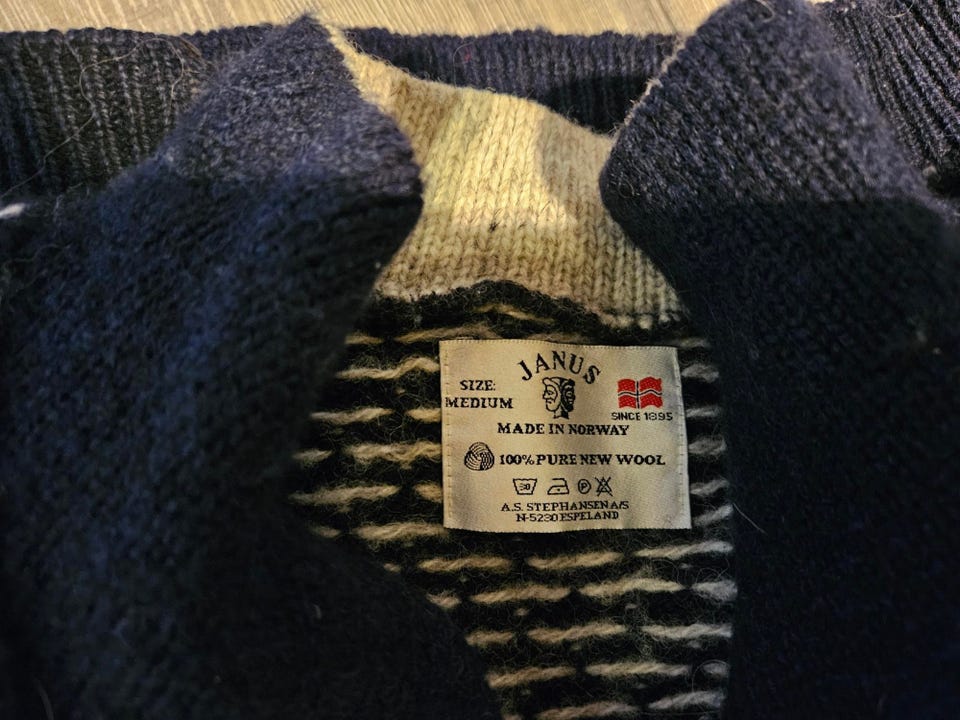 JANUS
SIZE:
MEDIUM
SINCE 1895
MADE IN NORWAY
100% PURE NEW WOOL
30 P
A.S. STEPHANSEN A/S
N-5230 ESPELAND